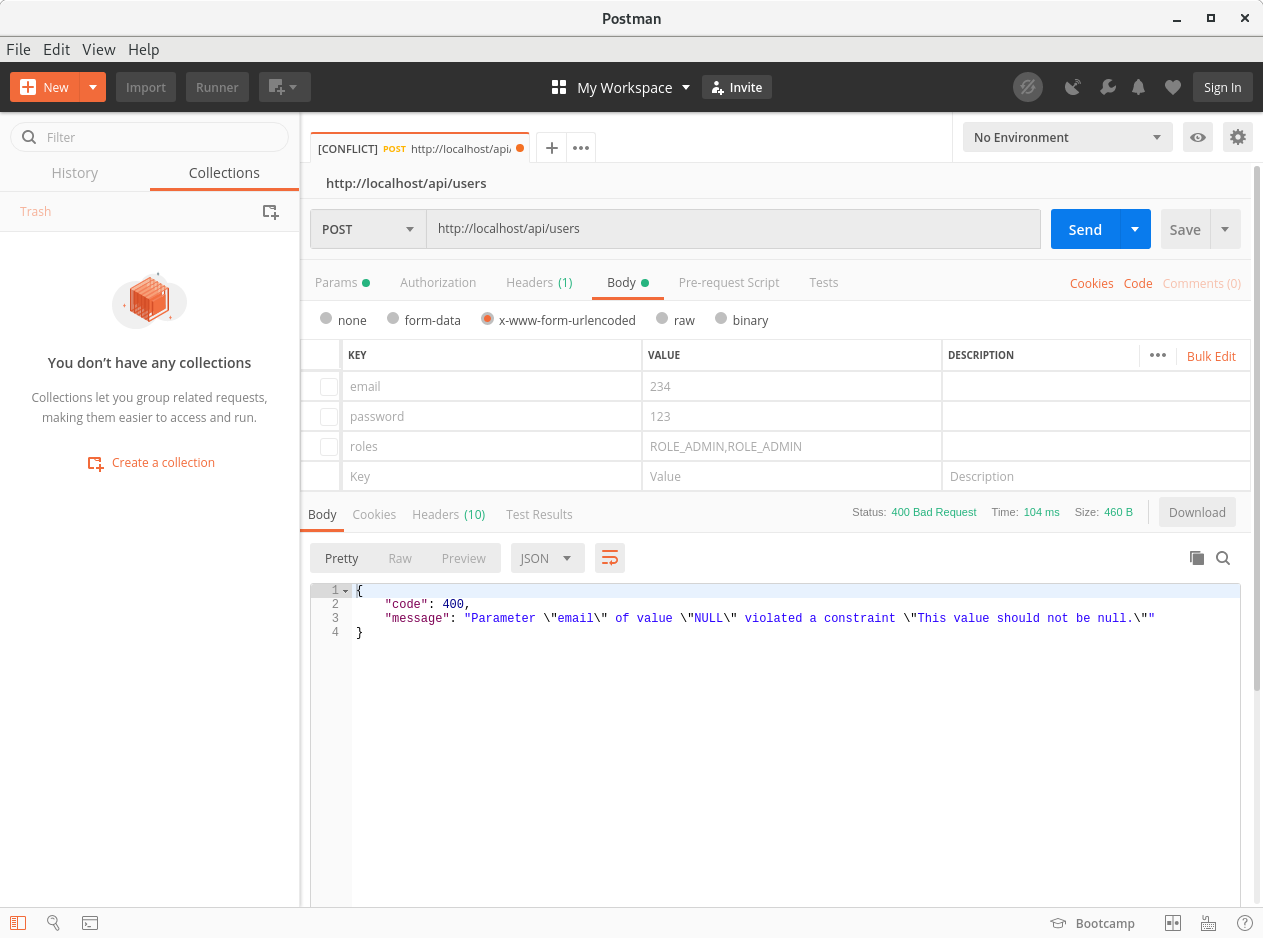 Postman
File Edit View Help
New Import Runner My Workspace Invite Sign In
Filter
History Collections
Trash
You don’t have any collections
Collections let you group related requests,
making them easier to access and run.
Create a collection
[CONFLICT] POST http://localhost/api/
No Environment
http://localhost/api/users
POST http://localhost/api/users Send Save
Params Authorization Headers (1) Body Pre-request Script Tests Cookies Code Comments (0)
none form-data x-www-form-urlencoded raw binary
KEY VALUE DESCRIPTION Bulk Edit
email 234
password 123
roles ROLE_ADMIN,ROLE_ADMIN
Key Value Description
Body Cookies Headers (10) Test Results Status: 400 Bad Request Time: 104 ms Size: 460 B Download
Pretty Raw Preview JSON
1 {
2 "code": 400,
3 "message": "Parameter \"email\" of value \"NULL\" violated a constraint \"This value should not be null.\""
4 }
Bootcamp